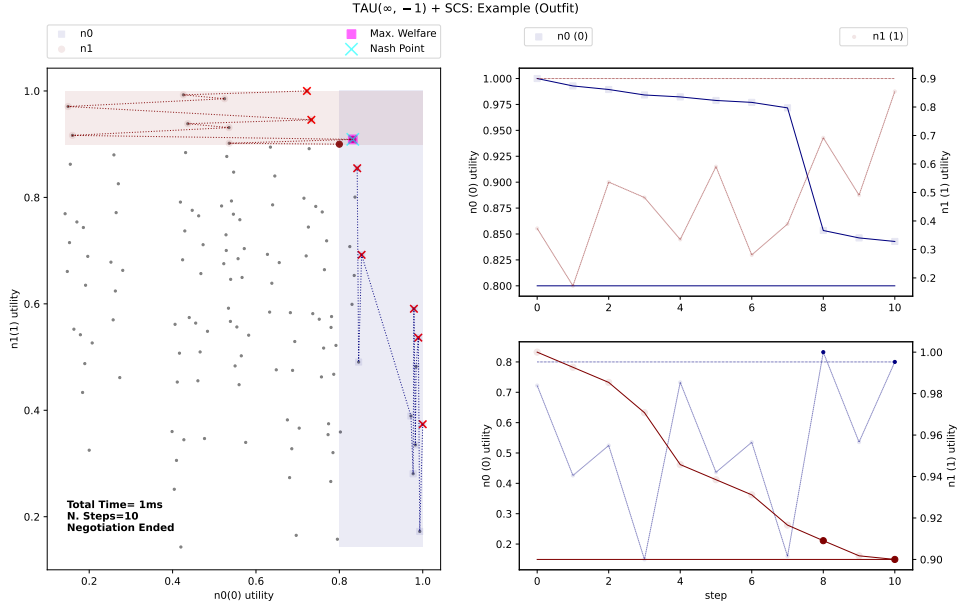 TAU(∞, −1) + SCS: Example (Outfit)
n0
n1
Max. Welfare
Nash Point
1.0
0.8
0.6
0.4
0.2
n1(1) utility
Total Time= 1ms
N. Steps=10
Negotiation Ended
0.2 0.4 0.6 0.8 1.0
n0(0) utility
n0 (0)
n1 (1)
1.000
0.975
0.950
0.925
0.900
0.875
0.850
0.825
0.800
n0 (0) utility
0.9
0.8
0.7
0.6
0.5
0.4
0.3
0.2
n1 (1) utility
0 2 4 6 8 10
0.8
0.7
0.6
0.5
0.4
0.3
0.2
n0 (0) utility
1.00
0.98
0.96
0.94
0.92
0.90
n1 (1) utility
0 2 4 6 8 10
step